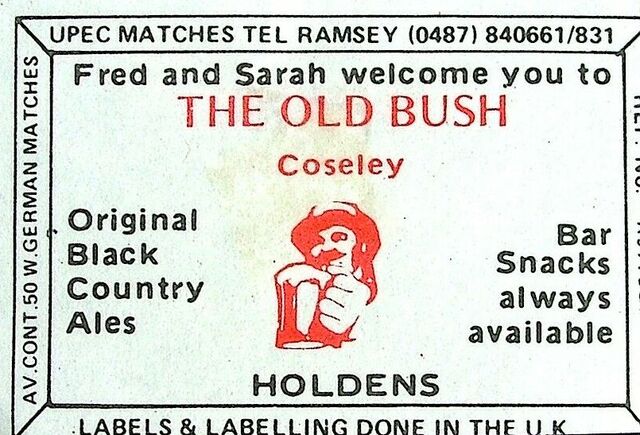 UPEC MATCHES TEL RAMSEY (0487) 840661/831
AV.CONT.50 W.GERMAN MATCHES
Fred and Sarah welcome you to
THE OLD BUSH
Coseley
Original
Black
Country
Ales
Bar
Snacks
always
available
HOLDENS
LABELS & LABELLING DONE IN THE U.K